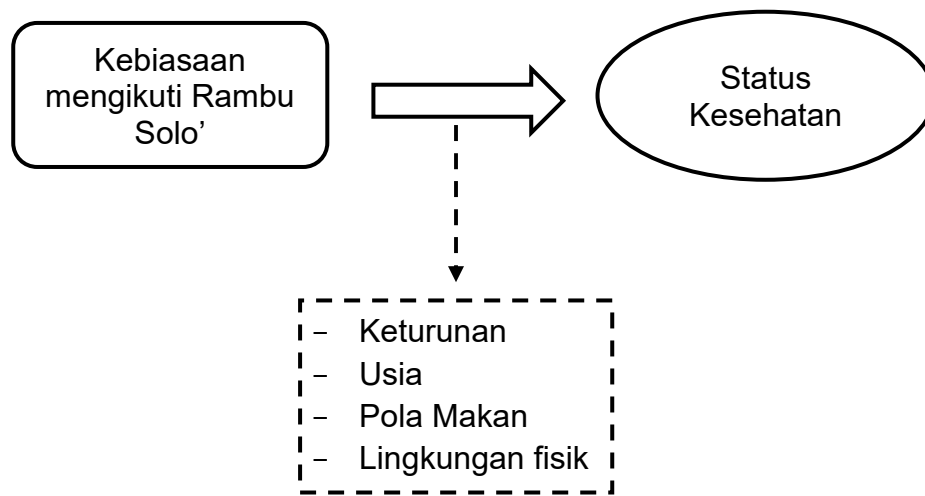 Kebiasaan
mengikuti Rambu
Solo’
Status
Kesehatan
– Keturunan
– Usia
– Pola Makan
– Lingkungan fisik